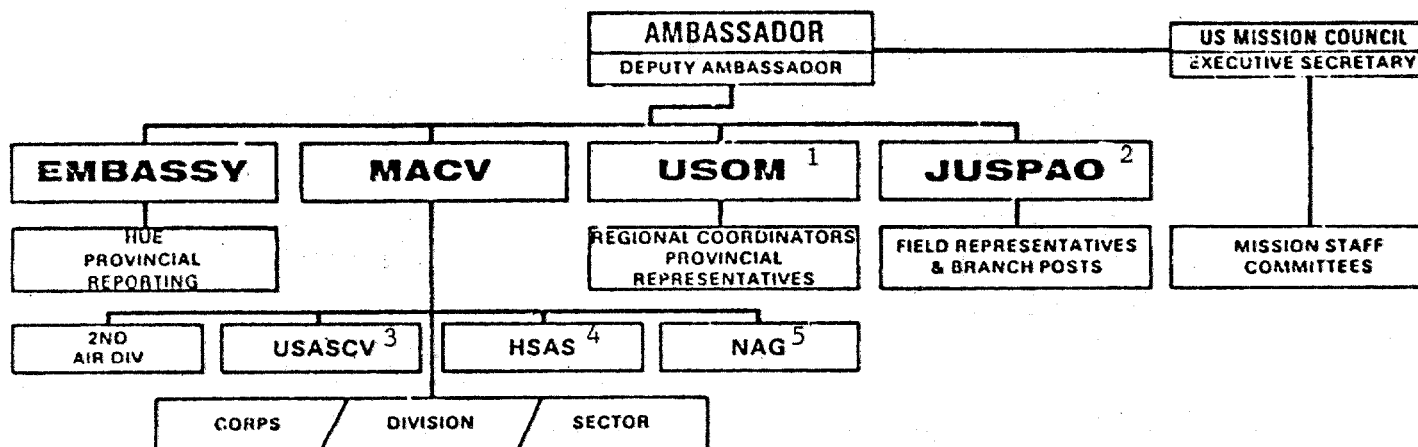 AMBASSADOR
DEPUTY AMBASSADOR
US MISSION COUNCIL
EXECUTIVE SECRETARY
EMBASSY
MACV
USOM 1
JUSPAO 2
HUE
PROVINCIAL
REPORTING
REGIONAL COORDINATORS
PROVINCIAL
REPRESENTATIVES
FIELD REPRESENTATIVES
& BRANCH POSTS
MISSION STAFF
COMMITTEES
2ND
AIR DIV
USASCV 3
HSAS 4
NAG 5
CORPS
DIVISION
SECTOR